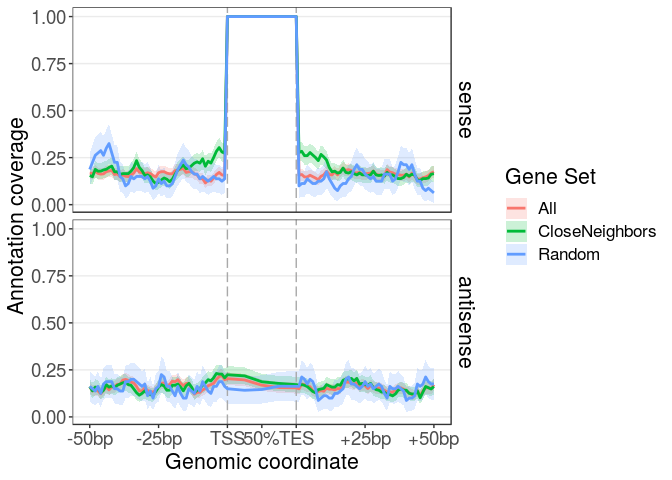 Annotation coverage
1.00
0.75
0.50
0.25
0.00
sense
1.00
0.75
0.50
0.25
0.00
antisense
-50bp -25bp TSS 50% TES +25bp +50bp
Genomic coordinate
Gene Set
All
CloseNeighbors
Random